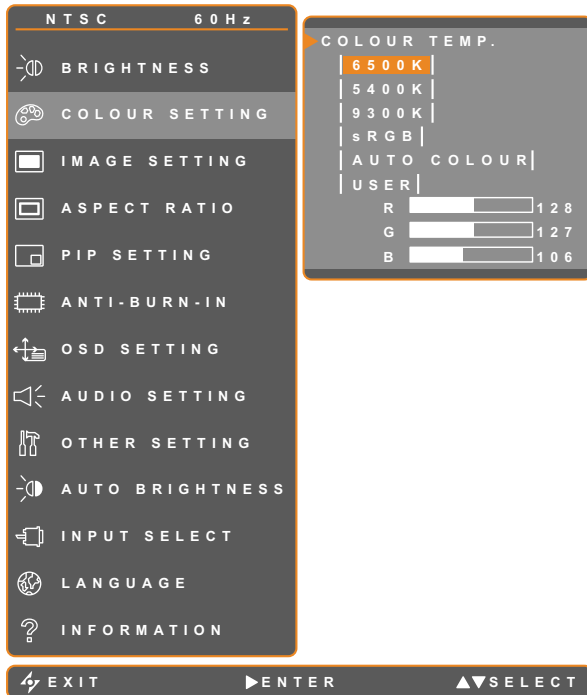 NTSC 60Hz
BRIGHTNESS
COLOUR SETTING
IMAGE SETTING
ASPECT RATIO
PIP SETTING
ANTI-BURN-IN
OSD SETTING
AUDIO SETTING
OTHER SETTING
AUTO BRIGHTNESS
INPUT SELECT
LANGUAGE
INFORMATION
COLOUR TEMP.
6500K
5400K
9300K
sRGB
AUTO COLOUR
USER
R 128
G 127
B 106
EXIT ▶ENTER ▲▼SELECT